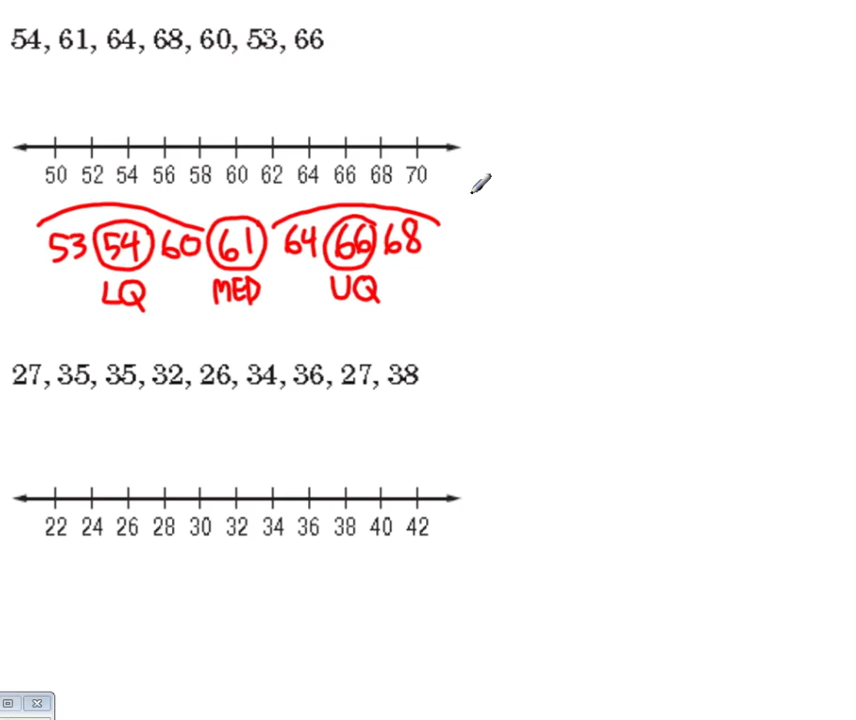 54, 61, 64, 68, 60, 53, 66
50 52 54 56 58 60 62 64 66 68 70
53 54 60 61 64 66 68
LQ MED UQ
27, 35, 35, 32, 26, 34, 36, 27, 38
22 24 26 28 30 32 34 36 38 40 42